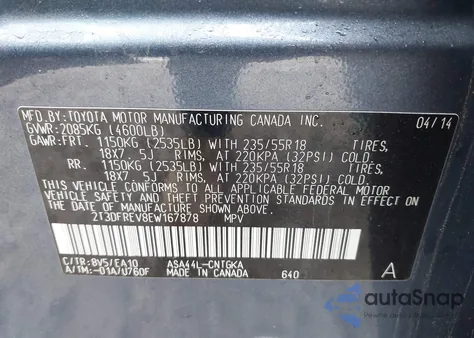 MFD.BY:TOYOTA MOTOR MANUFACTURING CANADA INC. 04/14
GVWR:2085KG (4600LB)
GAWR:FRT. 1150KG (2535LB) WITH 235/55R18 TIRES,
18X7.5J RIMS, AT 220KPA (32PSI) COLD
RR. 1150KG (2535LB) WITH 235/55R18 TIRES,
18X7.5J RIMS, AT 220KPA (32PSI) COLD
THIS VEHICLE CONFORMS TO ALL APPLICABLE FEDERAL MOTOR
VEHICLE SAFETY AND THEFT PREVENTION STANDARDS IN EFFECT
ON THE DATE OF MANUFACTURE SHOWN ABOVE.
2T3DFREV8EW167878 MPV
C/TR:8V5/EA10 ASA44L-CNTGKA
A/TM:-01A/U760F MADE IN CANADA 640 A
autoSnap